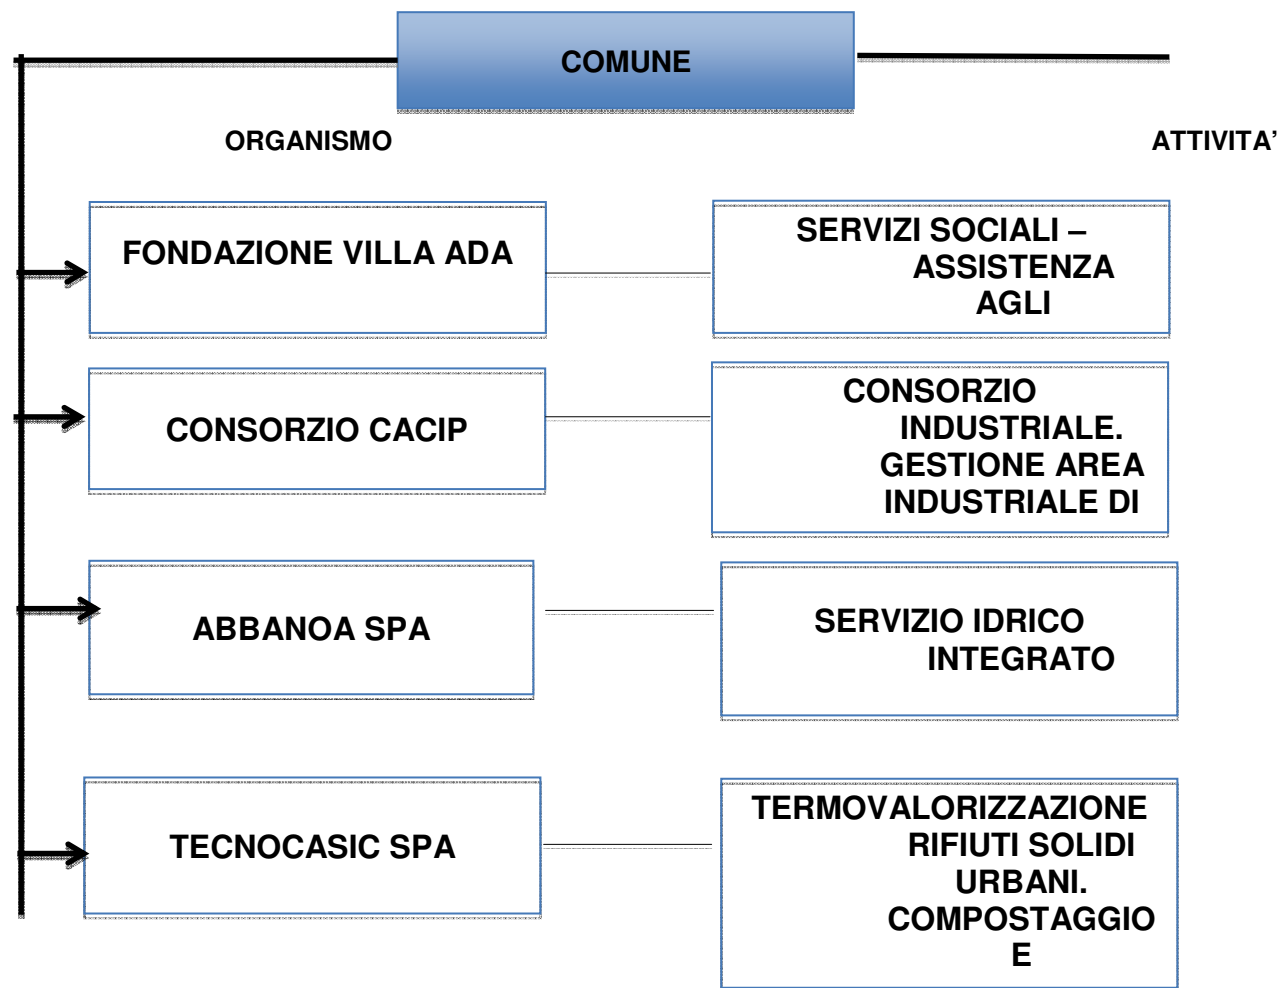 COMUNE
ORGANISMO
ATTIVITA’
FONDAZIONE VILLA ADA
SERVIZI SOCIALI –
ASSISTENZA
AGLI
CONSORZIO CACIP
CONSORZIO
INDUSTRIALE.
GESTIONE AREA
INDUSTRIALE DI
ABBANOA SPA
SERVIZIO IDRICO
INTEGRATO
TECNOCASIC SPA
TERMOVALORIZZAZIONE
RIFIUTI SOLIDI
URBANI.
COMPOSTAGGIO
E